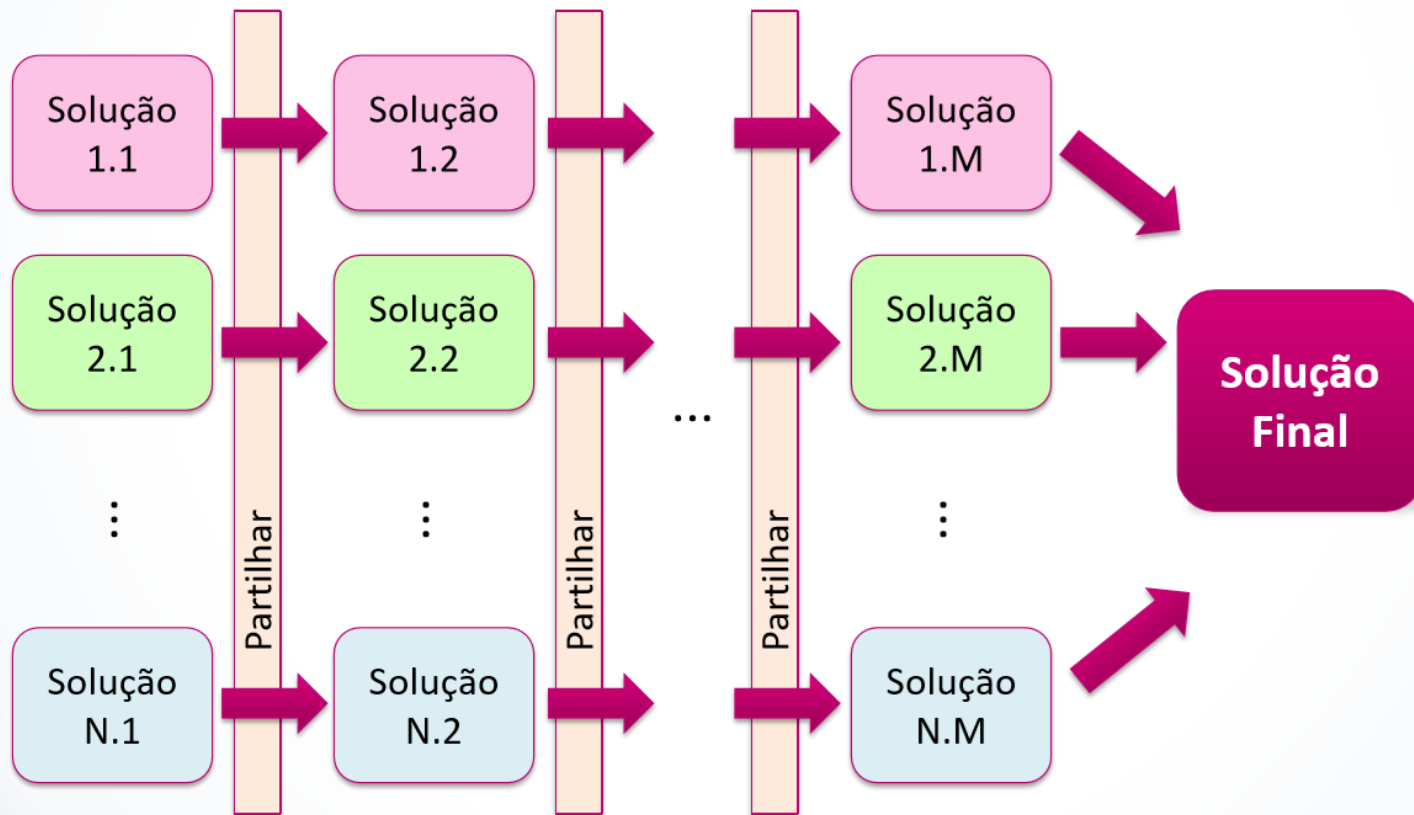 Solução
1.1
Solução
1.2
Solução
1.M
Solução
2.1
Solução
2.2
Solução
2.M
...
Solução
Final
...
...
...
Partilhar
Partilhar
Partilhar
Solução
N.1
Solução
N.2
Solução
N.M